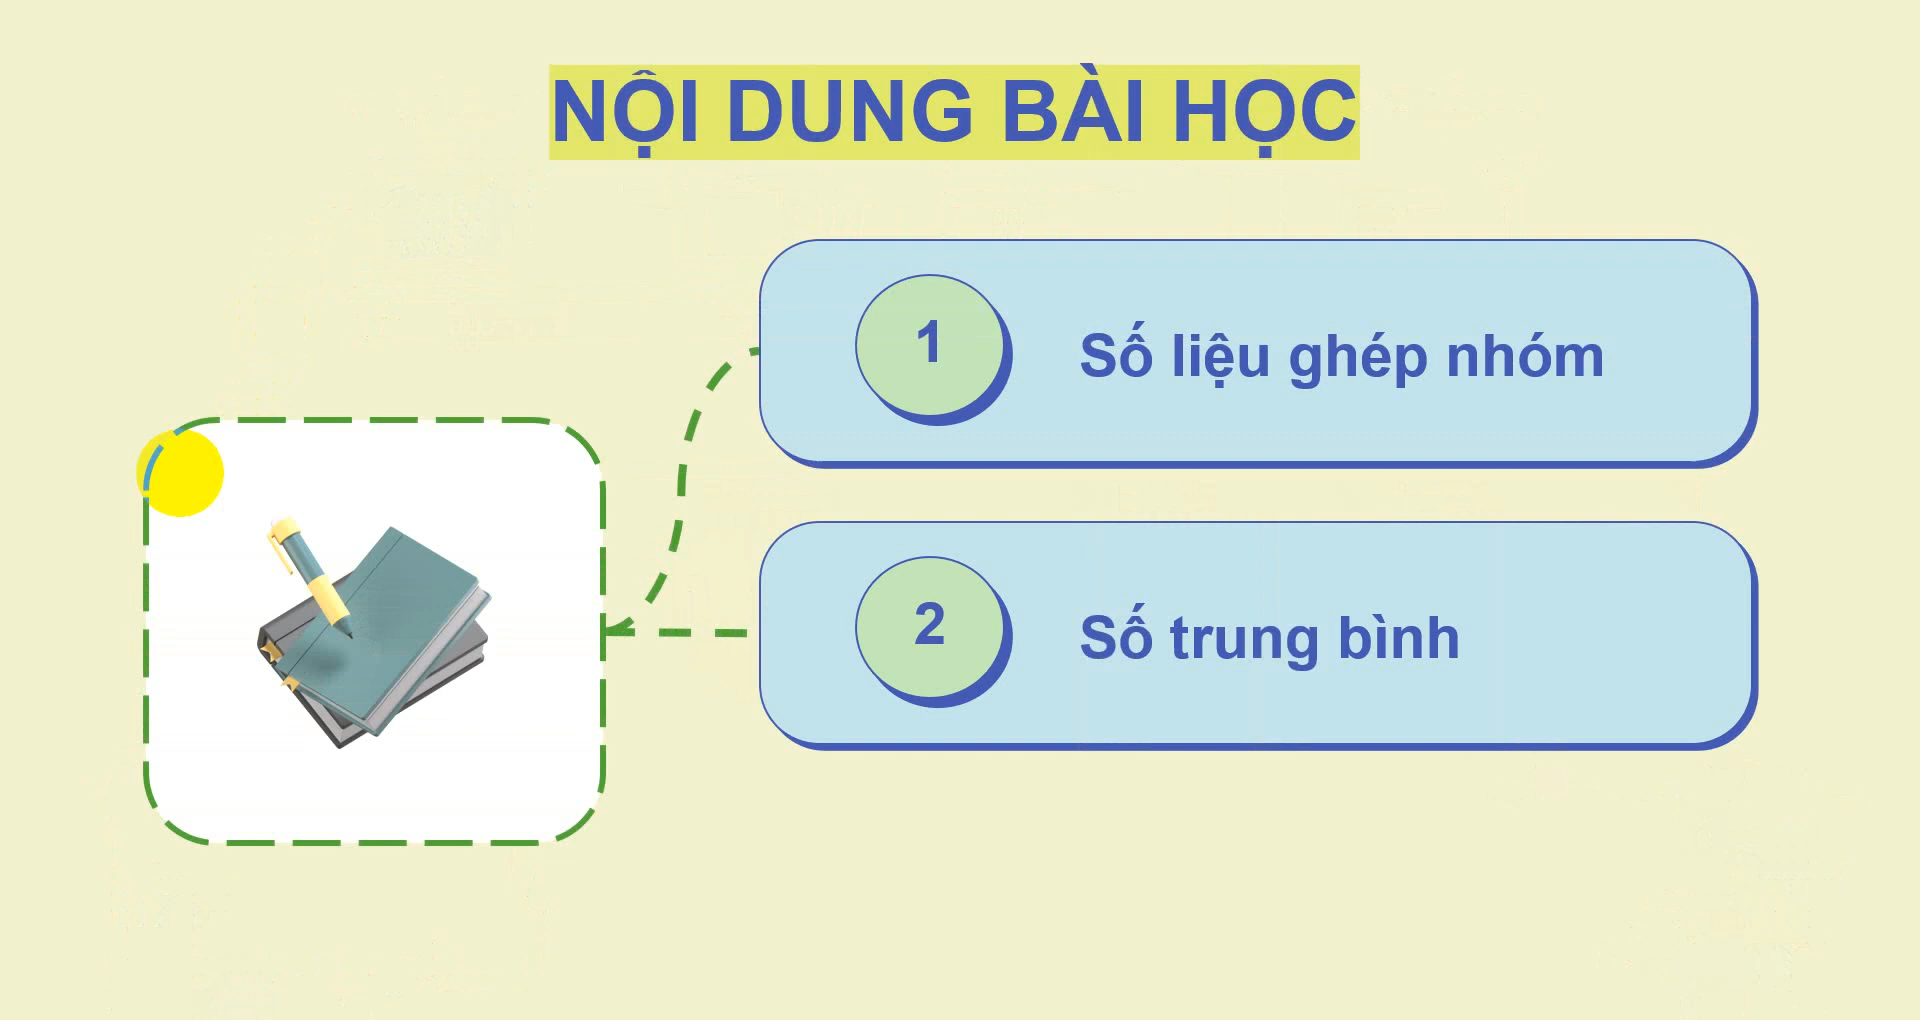 NỘI DUNG BÀI HỌC
1
Số liệu ghép nhóm
2
Số trung bình